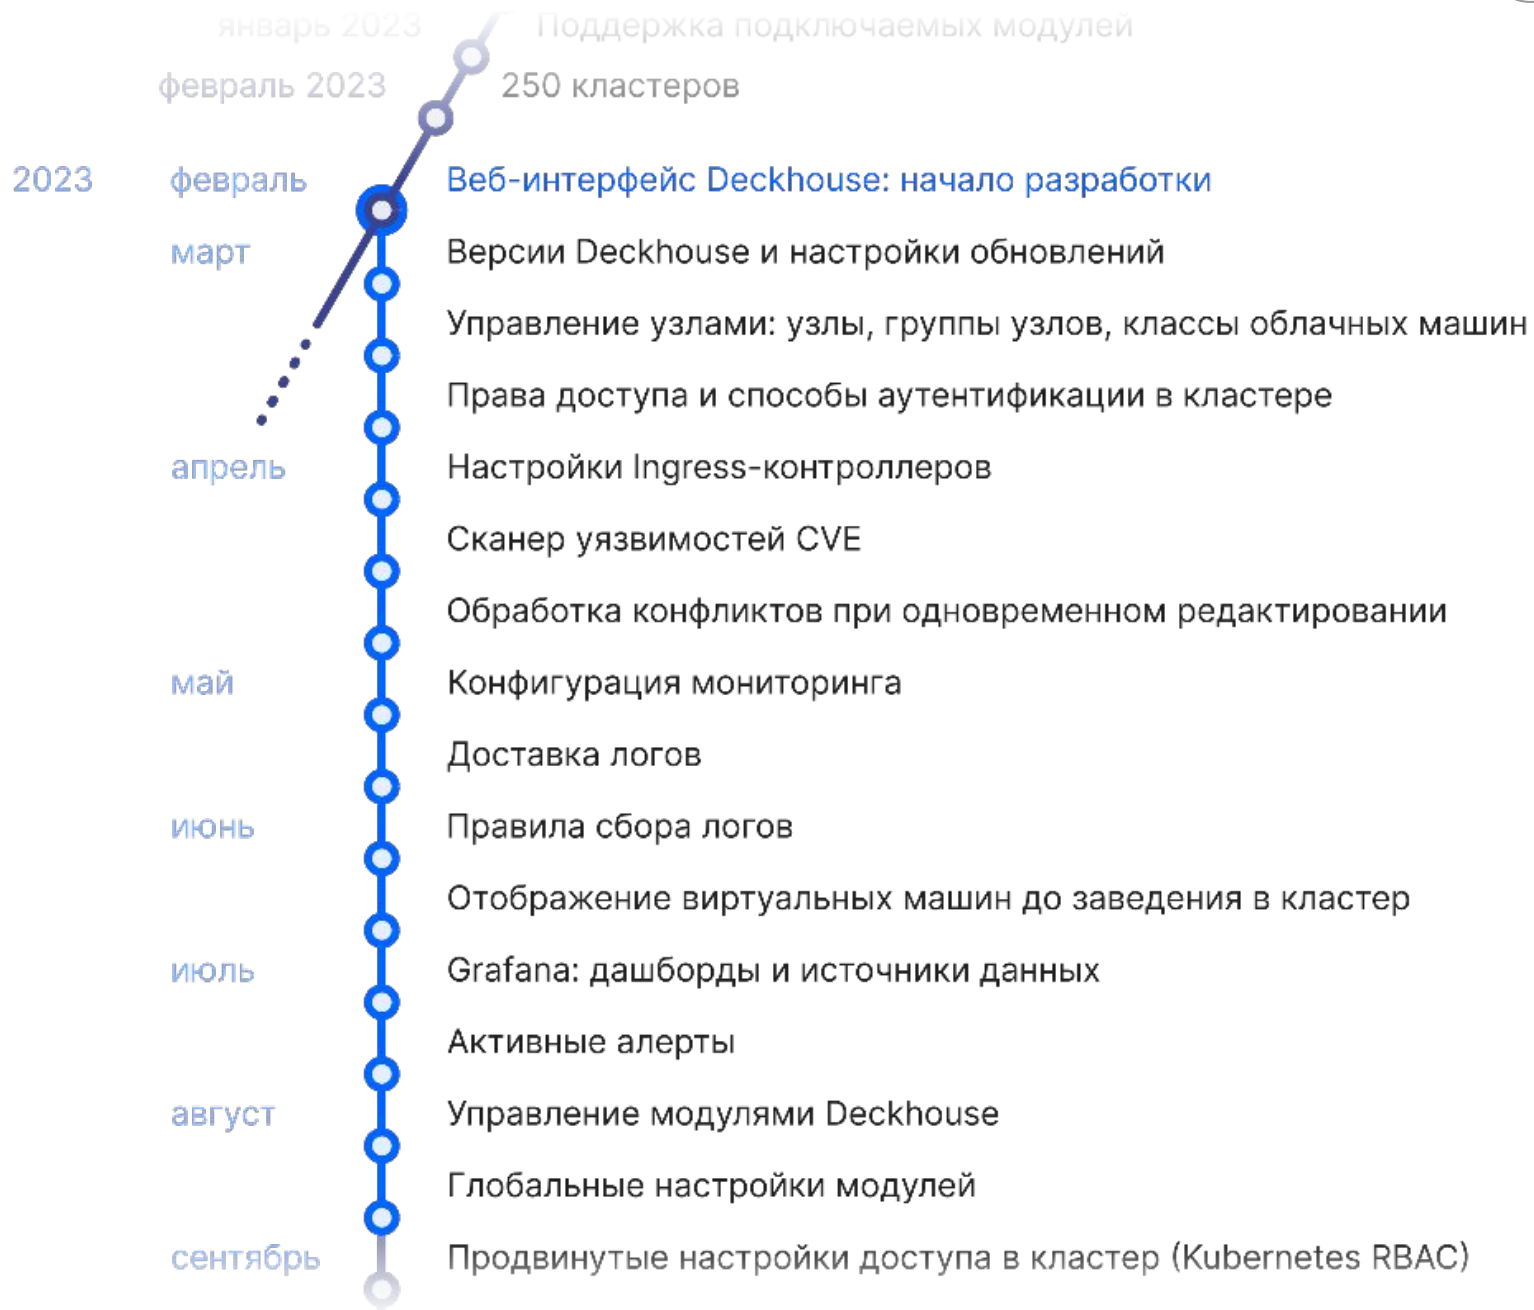 январь 2023 Поддержка подключаемых модулей
февраль 2023 250 кластеров
2023 февраль Веб-интерфейс Deckhouse: начало разработки
март Версии Deckhouse и настройки обновлений
Управление узлами: узлы, группы узлов, классы облачных машин
Права доступа и способы аутентификации в кластере
апрель Настройки Ingress-контроллеров
Сканер уязвимостей CVE
Обработка конфликтов при одновременном редактировании
май Конфигурация мониторинга
Доставка логов
июнь Правила сбора логов
Отображение виртуальных машин до заведения в кластер
июль Grafana: дашборды и источники данных
Активные алерты
август Управление модулями Deckhouse
Глобальные настройки модулей
сентябрь Продвинутые настройки доступа в кластер (Kubernetes RBAC)